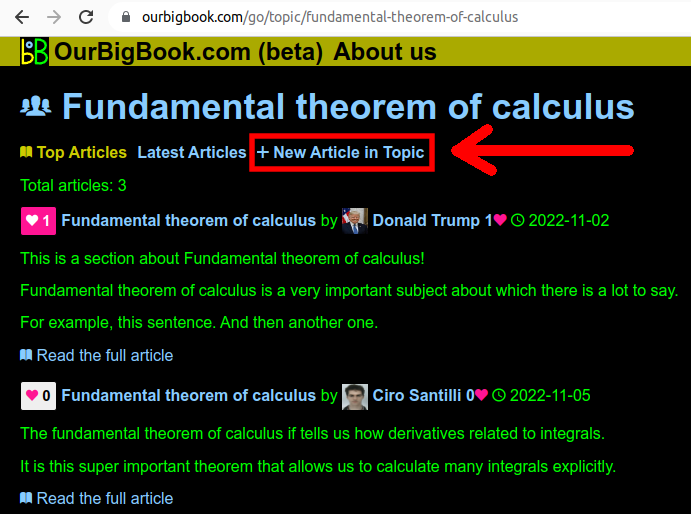 ourbigbook.com/go/topic/fundamental-theorem-of-calculus
OurBigBook.com (beta) About us
Fundamental theorem of calculus
Top Articles Latest Articles + New Article in Topic
Total articles: 3
1 Fundamental theorem of calculus by Donald Trump 1 2022-11-02
This is a section about Fundamental theorem of calculus!
Fundamental theorem of calculus is a very important subject about which there is a lot to say.
For example, this sentence. And then another one.
Read the full article
0 Fundamental theorem of calculus by Ciro Santilli 0 2022-11-05
The fundamental theorem of calculus if tells us how derivatives related to integrals.
It is this super important theorem that allows us to calculate many integrals explicitly.
Read the full article